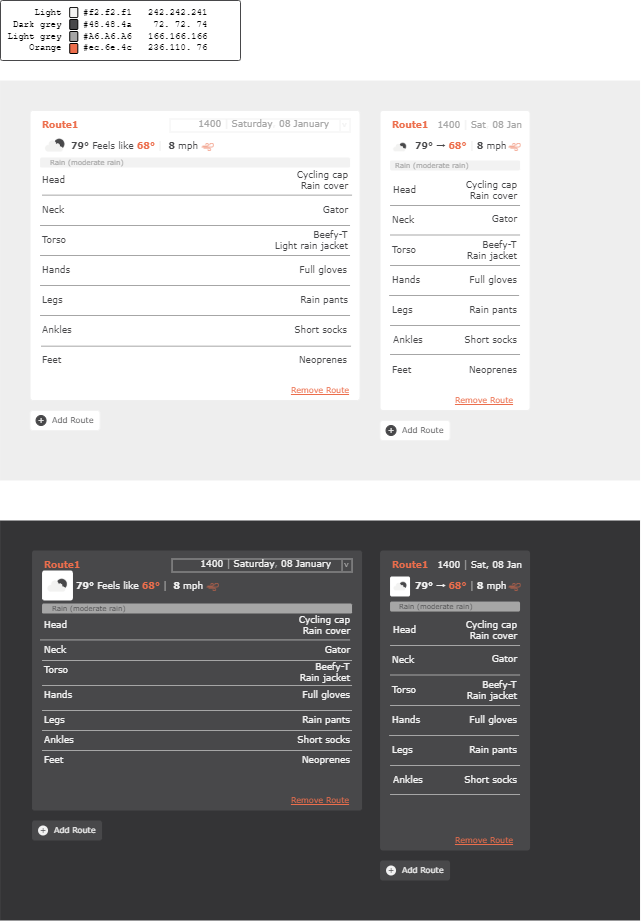 Light #f2.f2.f1 242.242.241
Dark grey #48.48.4a 72. 72. 74
Light grey #A6.A6.A6 166.166.166
Orange #ec.6e.4c 236.110. 76
Route1 1400 | Saturday, 08 January v
79° Feels like 68° | 8 mph
Rain (moderate rain)
Head Cycling cap
Rain cover
Neck Gator
Torso Beefy-T
Light rain jacket
Hands Full gloves
Legs Rain pants
Ankles Short socks
Feet Neoprenes
Remove Route
+ Add Route
Route1 1400 | Sat 08 Jan
79° → 68° | 8 mph
Rain (moderate rain)
Head Cycling cap
Rain cover
Neck Gator
Torso Beefy-T
Rain jacket
Hands Full gloves
Legs Rain pants
Ankles Short socks
Feet Neoprenes
Remove Route
+ Add Route
Route1 1400 | Saturday, 08 January v
79° Feels like 68° | 8 mph
Rain (moderate rain)
Head Cycling cap
Rain cover
Neck Gator
Torso Beefy-T
Rain jacket
Hands Full gloves
Legs Rain pants
Ankles Short socks
Feet Neoprenes
Remove Route
+ Add Route
Route1 1400 | Sat, 08 Jan
79° → 68° | 8 mph
Rain (moderate rain)
Head Cycling cap
Rain cover
Neck Gator
Torso Beefy-T
Rain jacket
Hands Full gloves
Legs Rain pants
Ankles Short socks
Remove Route
+ Add Route